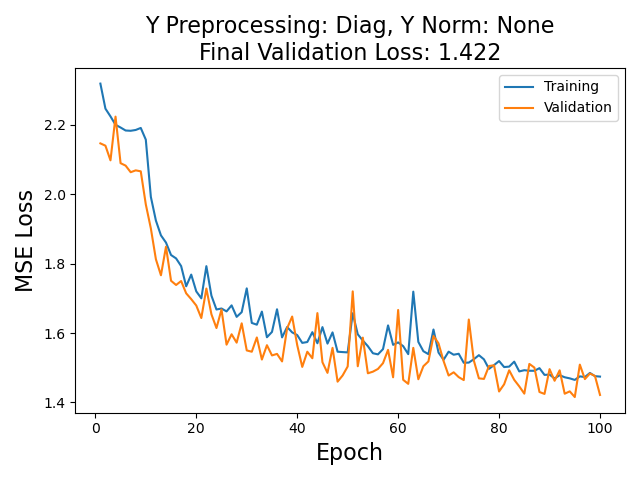 Y Preprocessing: Diag, Y Norm: None
Final Validation Loss: 1.422
Training
Validation
MSE Loss
2.2
2.0
1.8
1.6
1.4
0 20 40 60 80 100
Epoch